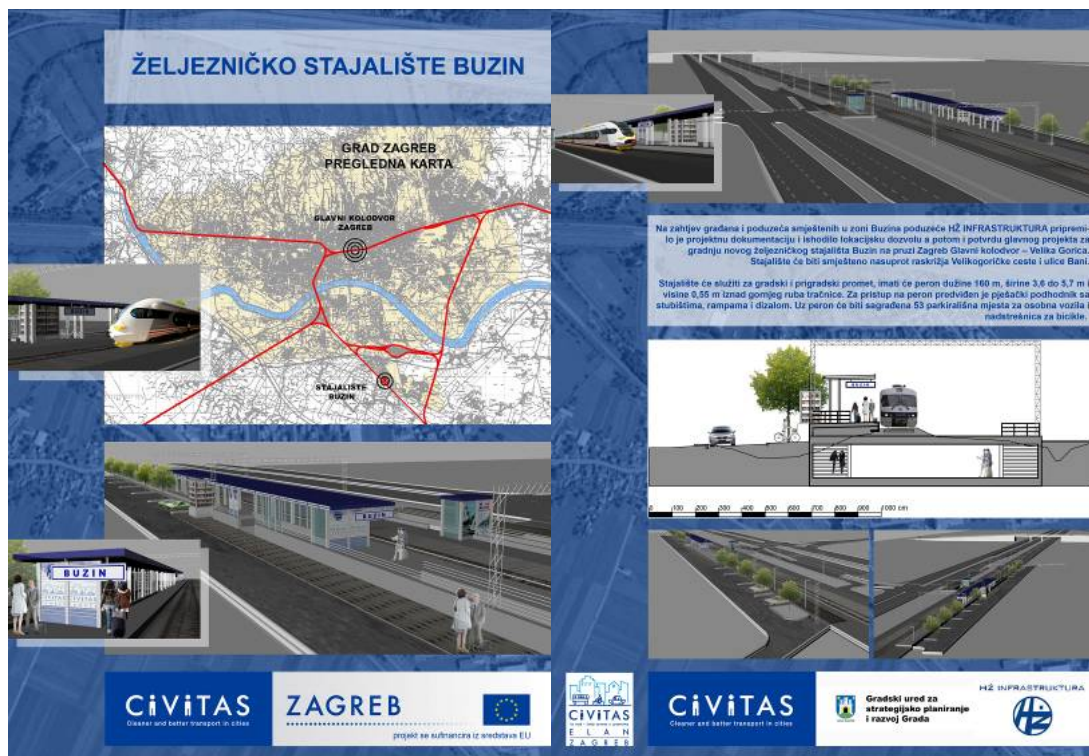 ŽELJEZNIČKO STAJALIŠTE BUZIN
GRAD ZAGREB
PREGLEDNA KARTA
GLAVNI KOLODVOR
ZAGREB
STAJALIŠTE
BUZIN
BUZIN
BUZIN
CiViTAS
Cleaner and better transport in cities
ZAGREB
projekt se sufinancira iz sredstava EU
Na zahtjev građana i poduzeća smještenih u zoni Buzina poduzeće HŽ INFRASTRUKTURA pripremi-
lo je projektnu dokumentaciju i ishodilo lokacijsku dozvolu a potom i potvrdu glavnog projekta za
gradnju novog željezničkog stajališta Buzin na pruzi Zagreb Glavni kolodvor – Velika Gorica.
Stajalište će biti smješteno nasuprot raskrižja Velikogoričke ceste i ulice Bani.
Stajalište će služiti za gradski i prigradski promet, imati će peron dužine 160 m, širine 3,6 do 5,7 m i
visine 0,55 m iznad gornjeg ruba tračnice. Za pristup na peron predviđen je pješački podhodnik sa
stubištima, rampama i dizalom. Uz peron će biti sagrađena 53 parkirališna mjesta za osobna vozila i
nadstrešnica za bicikle.
BUZIN
0 100 200 300 400 500 600 700 800 900 1000 cm
CiViTAS
ELAN
ZAGREB
CiViTAS
Cleaner and better transport in cities
Gradski ured za
strategijsko planiranje
i razvoj Grada
HŽ INFRASTRUKTURA